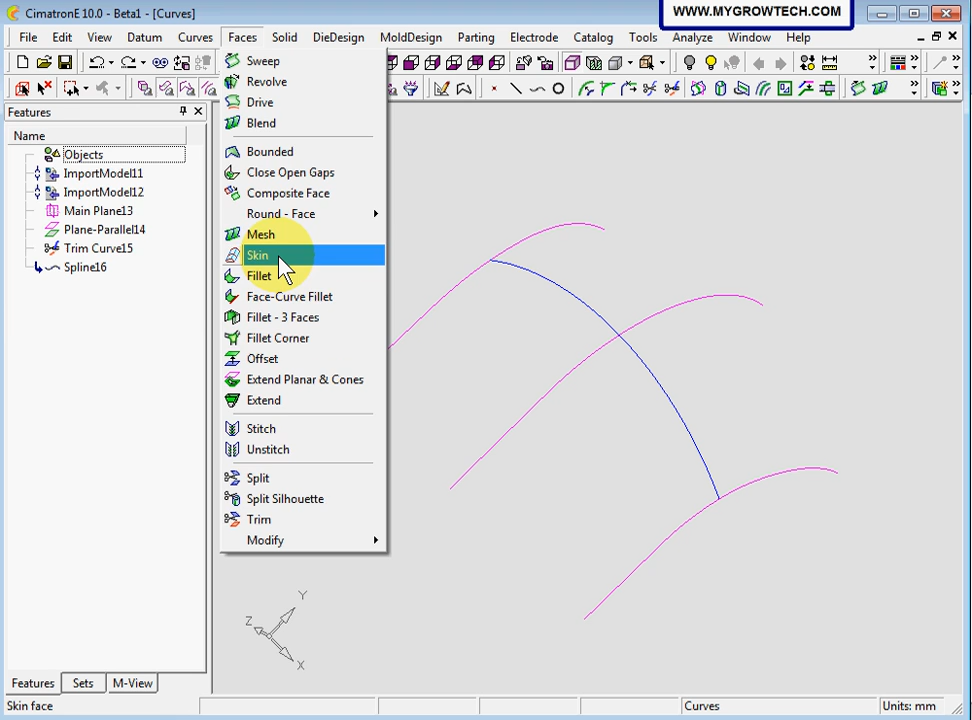 CimatronE 10.0 - Beta1 - [Curves]
WWW.MYGROWTECH.COM
File Edit View Datum Curves Faces Solid DieDesign MoldDesign Parting Electrode Catalog Tools Analyze Window Help
Features
Name
Objects
ImportModel11
ImportModel12
Main Plane13
Plane-Parallel14
Trim Curve15
Spline16
Sweep
Revolve
Drive
Blend
Bounded
Close Open Gaps
Composite Face
Round - Face
Mesh
Skin
Fillet
Face-Curve Fillet
Fillet - 3 Faces
Fillet Corner
Offset
Extend Planar & Cones
Extend
Stitch
Unstitch
Split
Split Silhouette
Trim
Modify
Y
Z
X
Features Sets M-View
Skin face
Curves
Units: mm